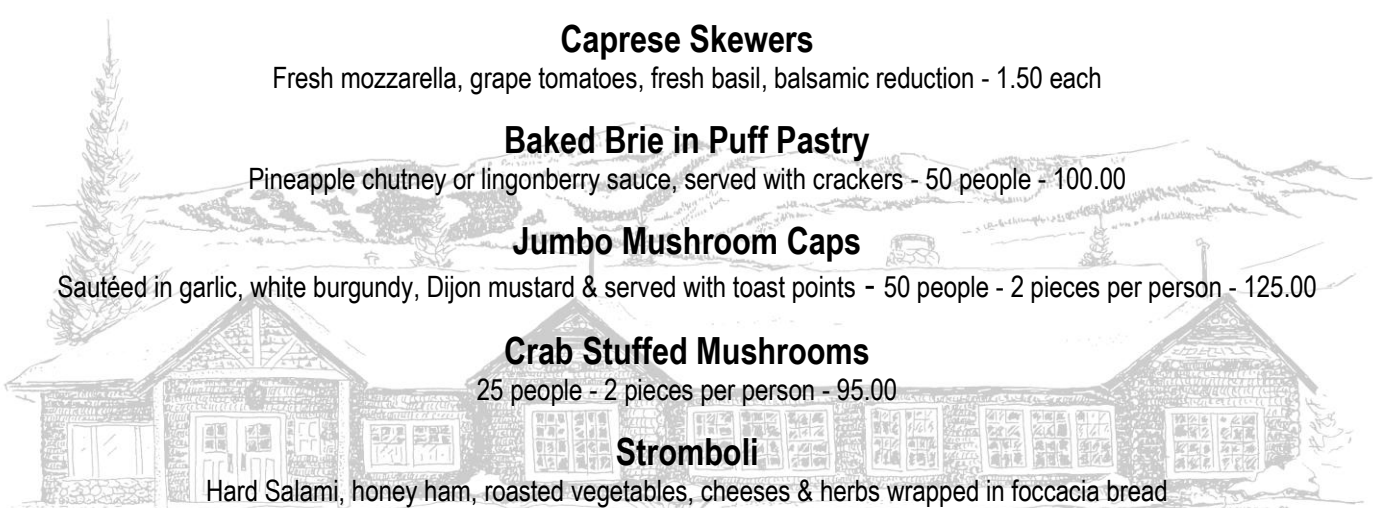 Caprese Skewers
Fresh mozzarella, grape tomatoes, fresh basil, balsamic reduction - 1.50 each
Baked Brie in Puff Pastry
Pineapple chutney or lingonberry sauce, served with crackers - 50 people - 100.00
Jumbo Mushroom Caps
Sautéed in garlic, white burgundy, Dijon mustard & served with toast points - 50 people - 2 pieces per person - 125.00
Crab Stuffed Mushrooms
25 people - 2 pieces per person - 95.00
Stromboli
Hard Salami, honey ham, roasted vegetables, cheeses & herbs wrapped in foccacia bread